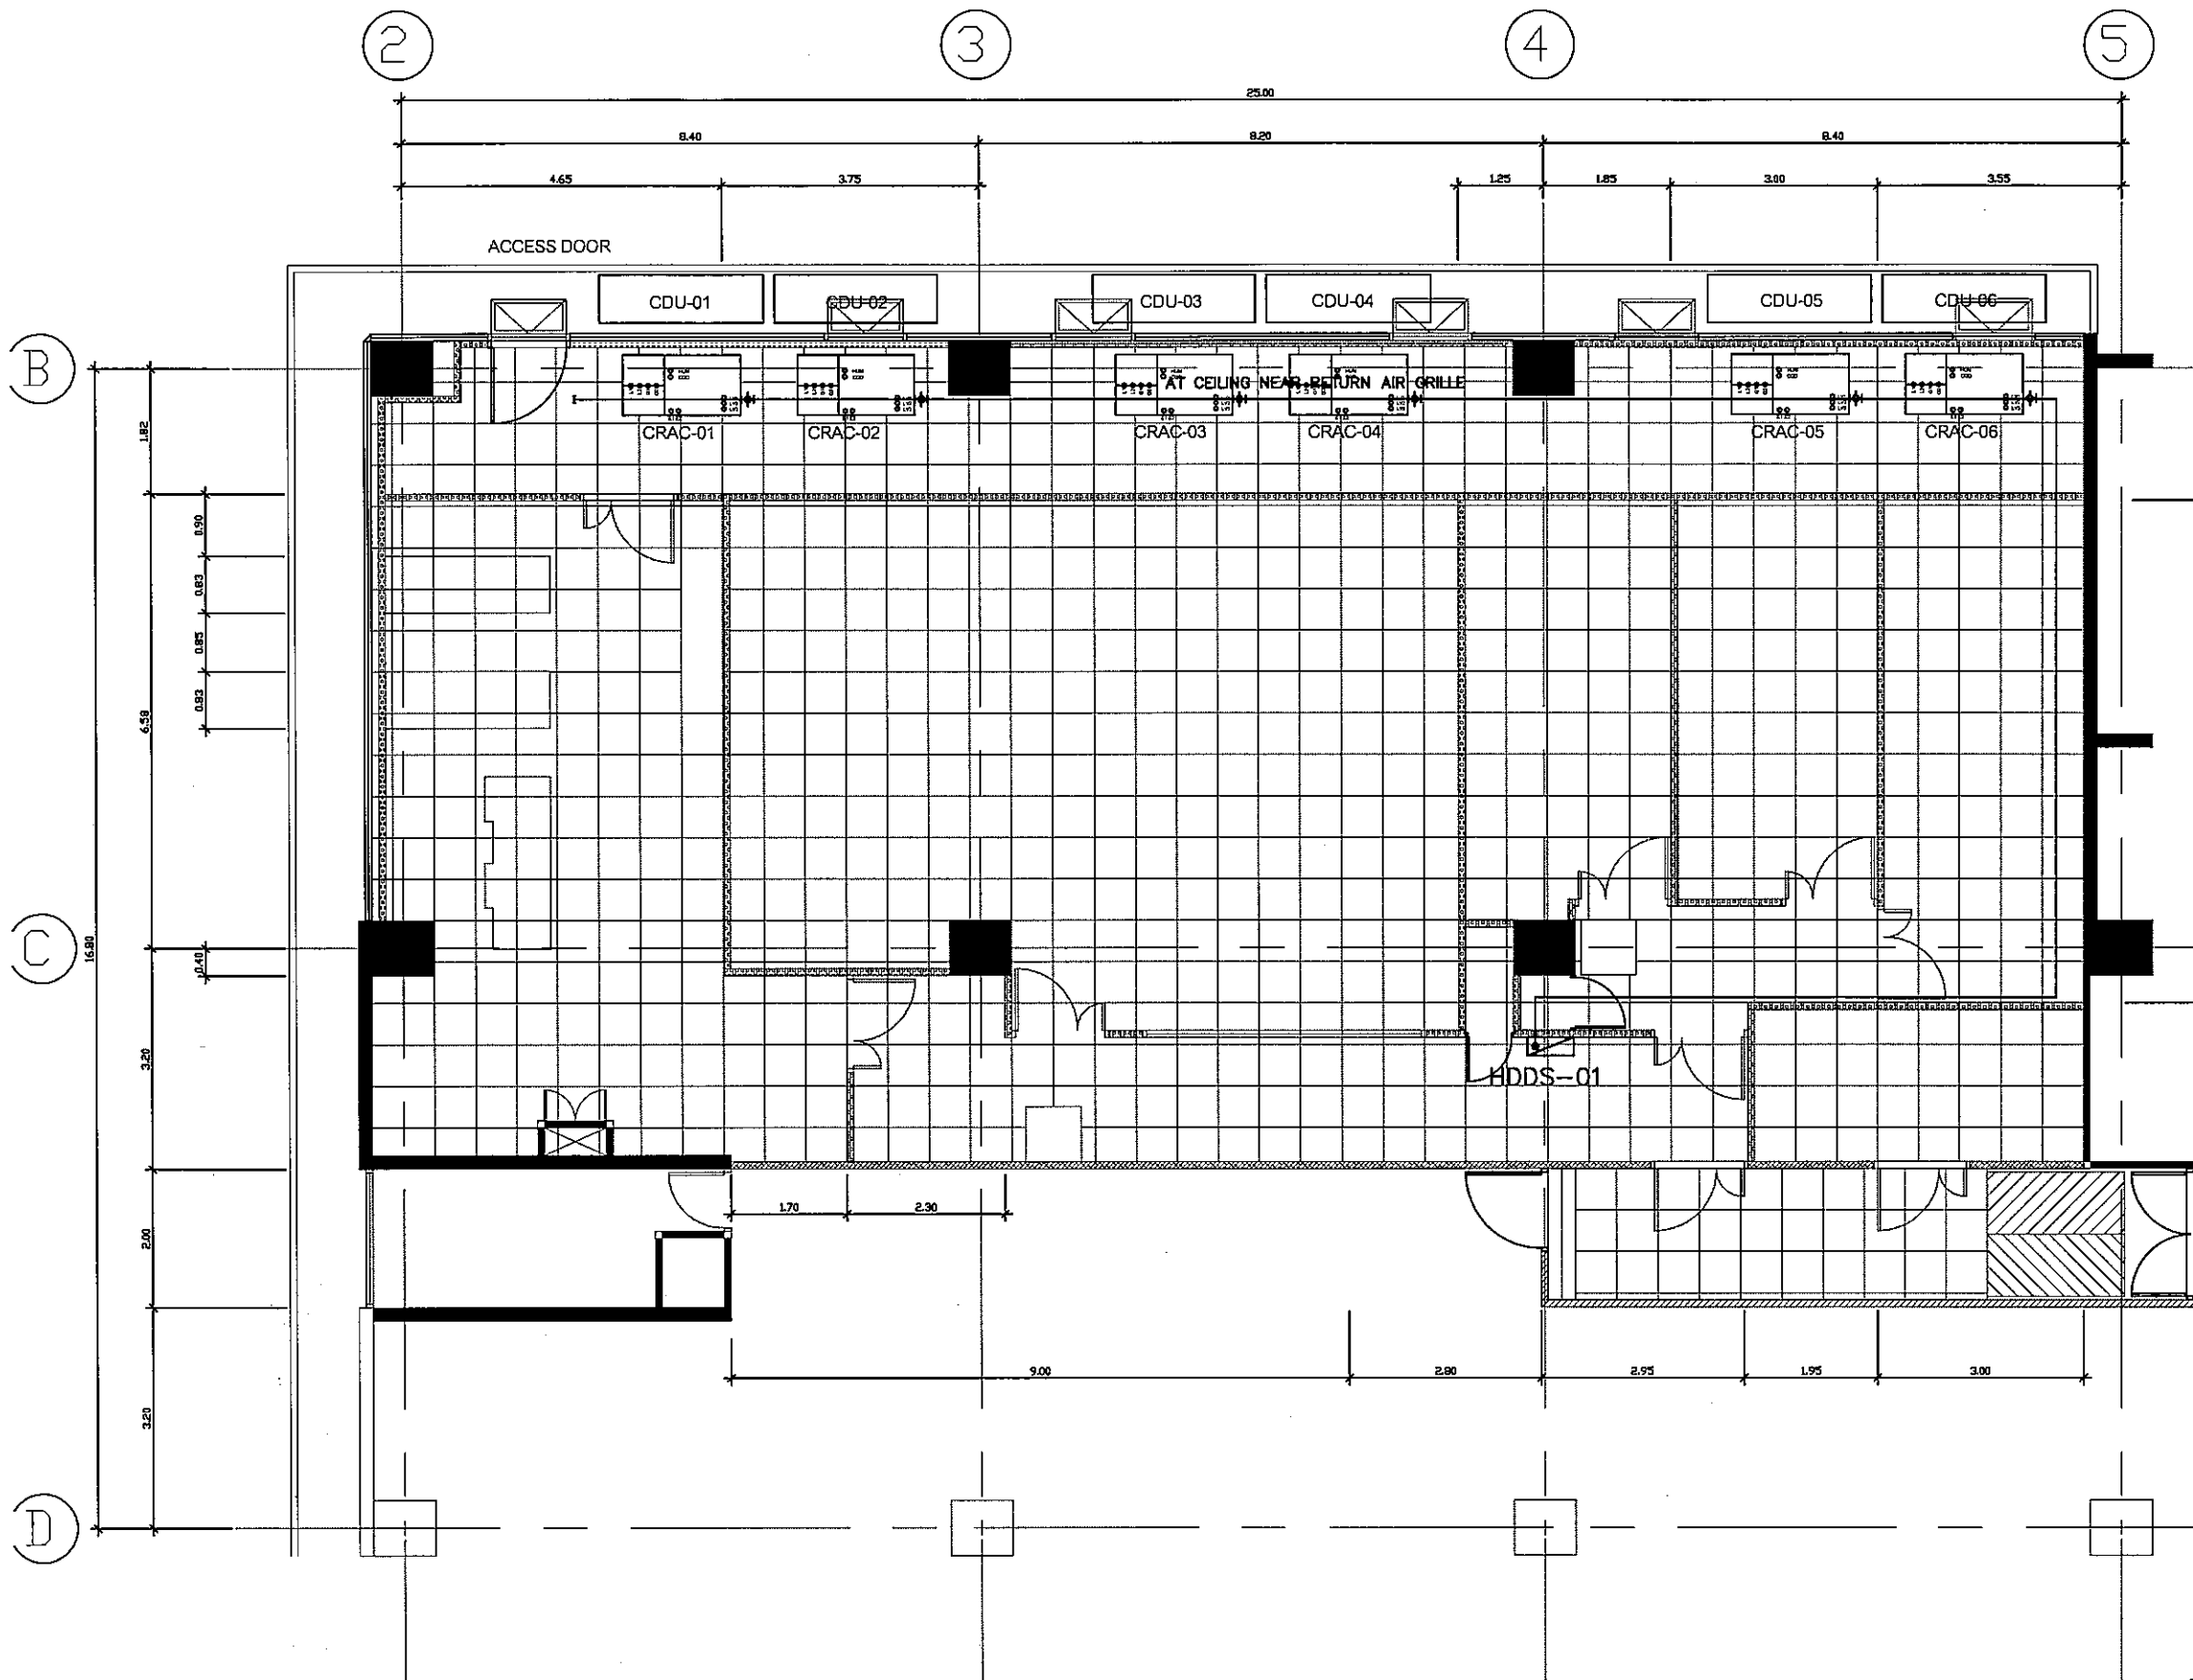 2 3 4 5
25.00
8.40 8.20 8.40
4.65 3.75 1.25 1.85 3.00 3.55
ACCESS DOOR
CDU-01 CDU-02 CDU-03 CDU-04 CDU-05 CDU-06
B
AT CEILING NEAR RETURN AIR GRILLE
CRAC-01 CRAC-02 CRAC-03 CRAC-04 CRAC-05 CRAC-06
1.82
0.90
0.83
0.85
0.83
6.58
C
16.80
0.40
3.20
HDDS-01
1.70 2.30
2.00
9.00 2.80 2.95 1.95 3.00
3.20
D